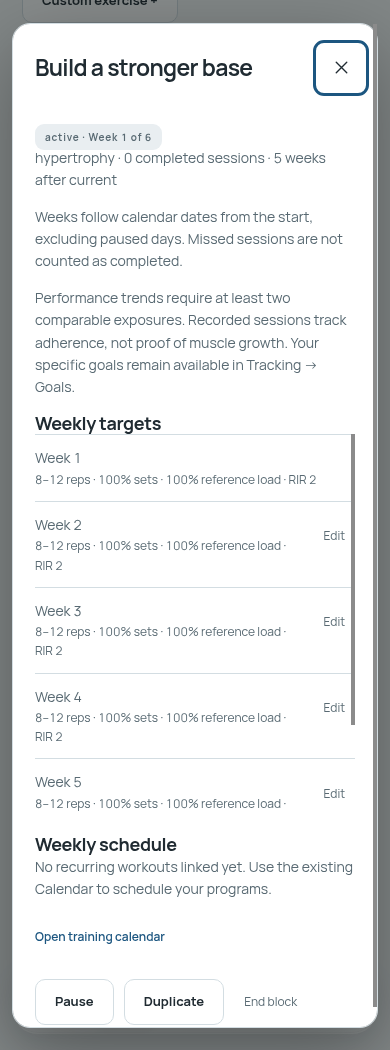 Custom exercise +
Build a stronger base
active · Week 1 of 6
hypertrophy · 0 completed sessions · 5 weeks
after current
Weeks follow calendar dates from the start,
excluding paused days. Missed sessions are not
counted as completed.
Performance trends require at least two
comparable exposures. Recorded sessions track
adherence, not proof of muscle growth. Your
specific goals remain available in Tracking →
Goals.
Weekly targets
Week 1
8–12 reps · 100% sets · 100% reference load · RIR 2
Week 2
Edit
8–12 reps · 100% sets · 100% reference load ·
RIR 2
Week 3
Edit
8–12 reps · 100% sets · 100% reference load ·
RIR 2
Week 4
Edit
8–12 reps · 100% sets · 100% reference load ·
RIR 2
Week 5
Edit
8–12 reps · 100% sets · 100% reference load ·
Weekly schedule
No recurring workouts linked yet. Use the existing
Calendar to schedule your programs.
Open training calendar
Pause Duplicate End block